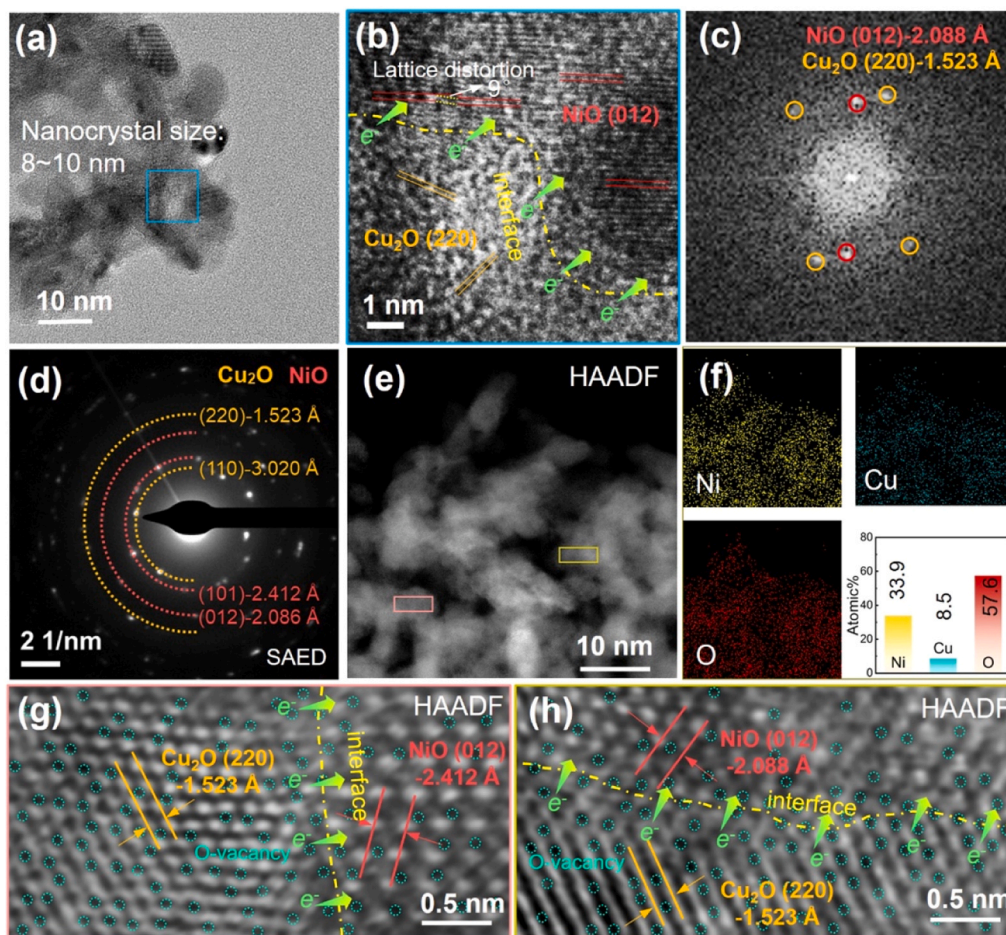 (a)
Nanocrystal size:
8~10 nm
10 nm
(b)
Lattice distortion
9°
NiO (012)
e-
e-
interface
e-
Cu₂O (220)
e-
e-
1 nm
(c)
NiO (012)-2.088 Å
Cu₂O (220)-1.523 Å
(d)
Cu₂O NiO
(220)-1.523 Å
(110)-3.020 Å
(101)-2.412 Å
(012)-2.086 Å
2 1/nm
SAED
(e)
HAADF
10 nm
(f)
Ni
Cu
O
Atomic%
80
60
40
20
0
33.9
8.5
57.6
Ni
Cu
O
(g)
HAADF
e-
Cu₂O (220)
-1.523 Å
interface
NiO (012)
-2.412 Å
e-
e-
O-vacancy
e-
0.5 nm
(h)
HAADF
NiO (012)
-2.088 Å
e-
interface
e-
e-
e-
e-
e-
O-vacancy
Cu₂O (220)
-1.523 Å
0.5 nm